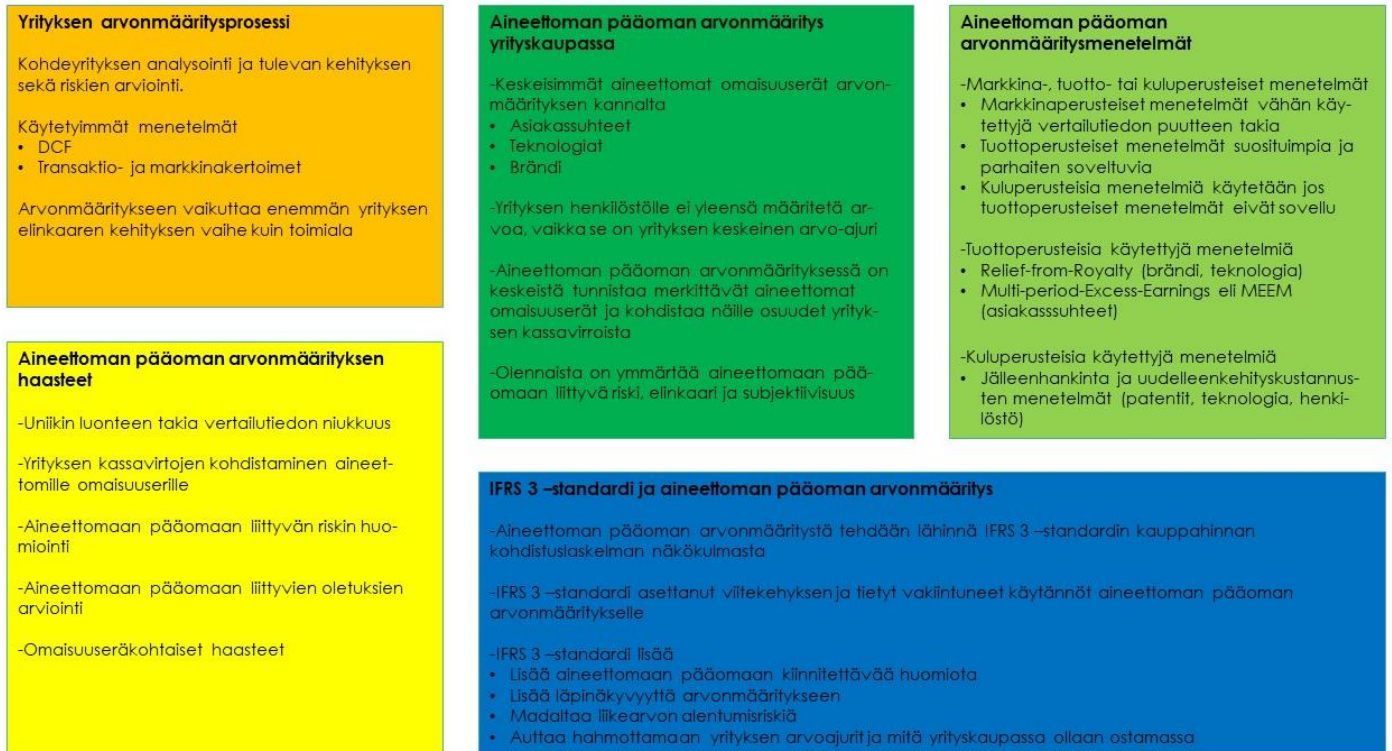 Yrityksen arvonmääritysprosessi
Kohdeyrityksen analysointi ja tulevan kehityksen
sekä riskien arviointi.
Käytetyimmät menetelmät
• DCF
• Transaktio- ja markkinakertoimet
Arvonmääritykseen vaikuttaa enemmän yrityksen
elinkaaren kehityksen vaihe kuin toimiala
Aineettoman pääoman arvonmäärityksen
haasteet
-Uniikin luonteen takia vertailutiedon niukkuus
-Yrityksen kassavirtojen kohdistaminen aineet-
tomille omaisuuserille
-Aineettomaan pääomaan liittyvän riskin huo-
miointi
-Aineettomaan pääomaan liittyvien oletuksien
arviointi
-Omaisuuseräkohtaiset haasteet
Aineettoman pääoman arvonmääritys
yrityskaupassa
-Keskeisimmät aineettomat omaisuuserät arvon-
määrityksen kannalta
• Asiakassuhteet
• Teknologiat
• Brändi
-Yrityksen henkilöstölle ei yleensä määritetä ar-
voa, vaikka se on yrityksen keskeinen arvo-ajuri
-Aineettoman pääoman arvonmäärityksessä on
keskeistä tunnistaa merkittävät aineettomat
omaisuuserät ja kohdistaa näille osuudet yrityk-
sen kassavirroista
-Olennaista on ymmärtää aineettomaan pää-
omaan liittyvä riski, elinkaari ja subjektiivisuus
Aineettoman pääoman
arvonmääritysmenetelmät
-Markkina-, tuotto- tai kuluperusteiset menetelmät
• Markkinaperusteiset menetelmät vähän käy-
tettyjä vertailutiedon puutteen takia
• Tuottoperusteiset menetelmät suosituimpia ja
parhaiten soveltuvia
• Kuluperusteisia menetelmiä käytetään jos
tuottoperusteiset menetelmät eivät sovellu
-Tuottoperusteisia käytettyjä menetelmiä
• Relief-from-Royalty (brändi, teknologia)
• Multi-period-Excess-Earnings eli MEEM
(asiakasssuhteet)
-Kuluperusteisia käytettyjä menetelmiä
• Jälleenhankinta ja uudelleenkehityskustannus-
ten menetelmät (patentit, teknologia, henki-
löstö)
IFRS 3 –standardi ja aineettoman pääoman arvonmääritys
-Aineettoman pääoman arvonmääritystä tehdään lähinnä IFRS 3 –standardin kauppahinnan
kohdistuslaskelman näkökulmasta
-IFRS 3 –standardi asettanut viitekehyksen ja tietyt vakiintuneet käytännöt aineettoman pääoman
arvonmääritykselle
-IFRS 3 –standardi lisää
• Lisää aineettomaan pääomaan kiinnitettävää huomiota
• Lisää läpinäkyvyyttä arvonmääritykseen
• Madaltaa liikearvon alentumisriskiä
• Auttaa hahmottamaan yrityksen arvoajurit ja mitä yrityskaupassa ollaan ostamassa